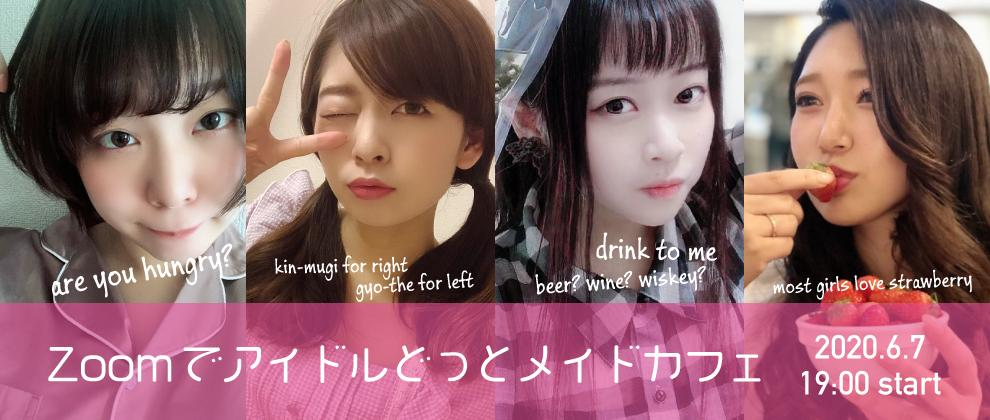 are you hungry?
kin-mugi for right
gyo-the for left
drink to me
beer? wine? wiskey?
most girls love strawberry
Zoomでアイドルどっとメイドカフェ
2020.6.7
19:00 start